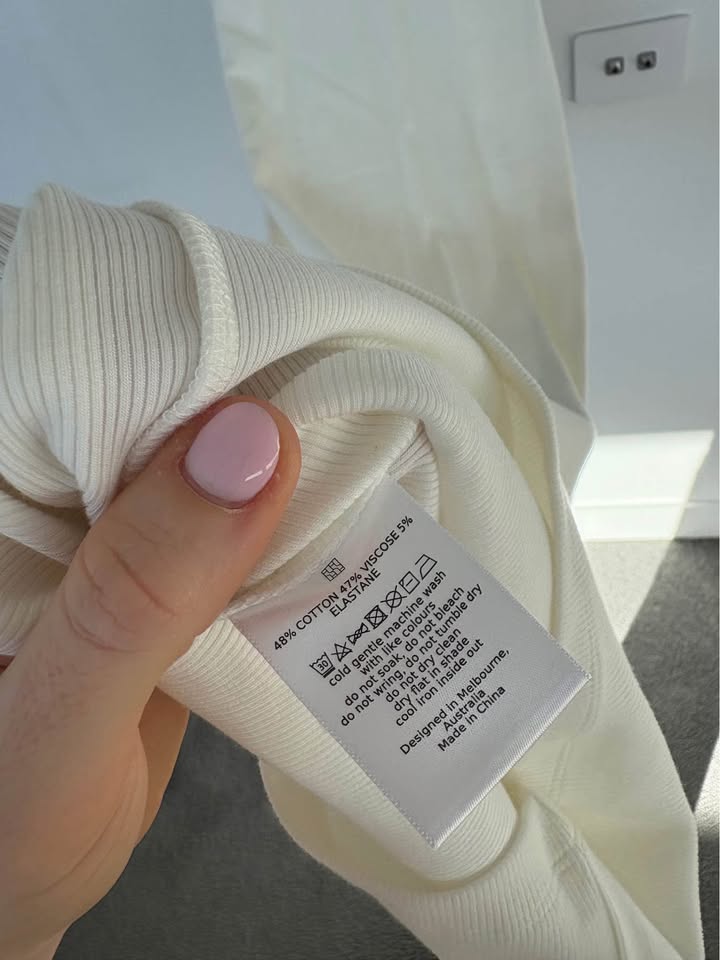 48% COTTON 47% VISCOSE 5%
ELASTANE
30
cold gentle machine wash
with like colours
do not soak, do not bleach
do not wring, do not tumble dry
do not dry clean
dry flat in shade
cool iron inside out
Designed in Melbourne,
Australia
Made in China